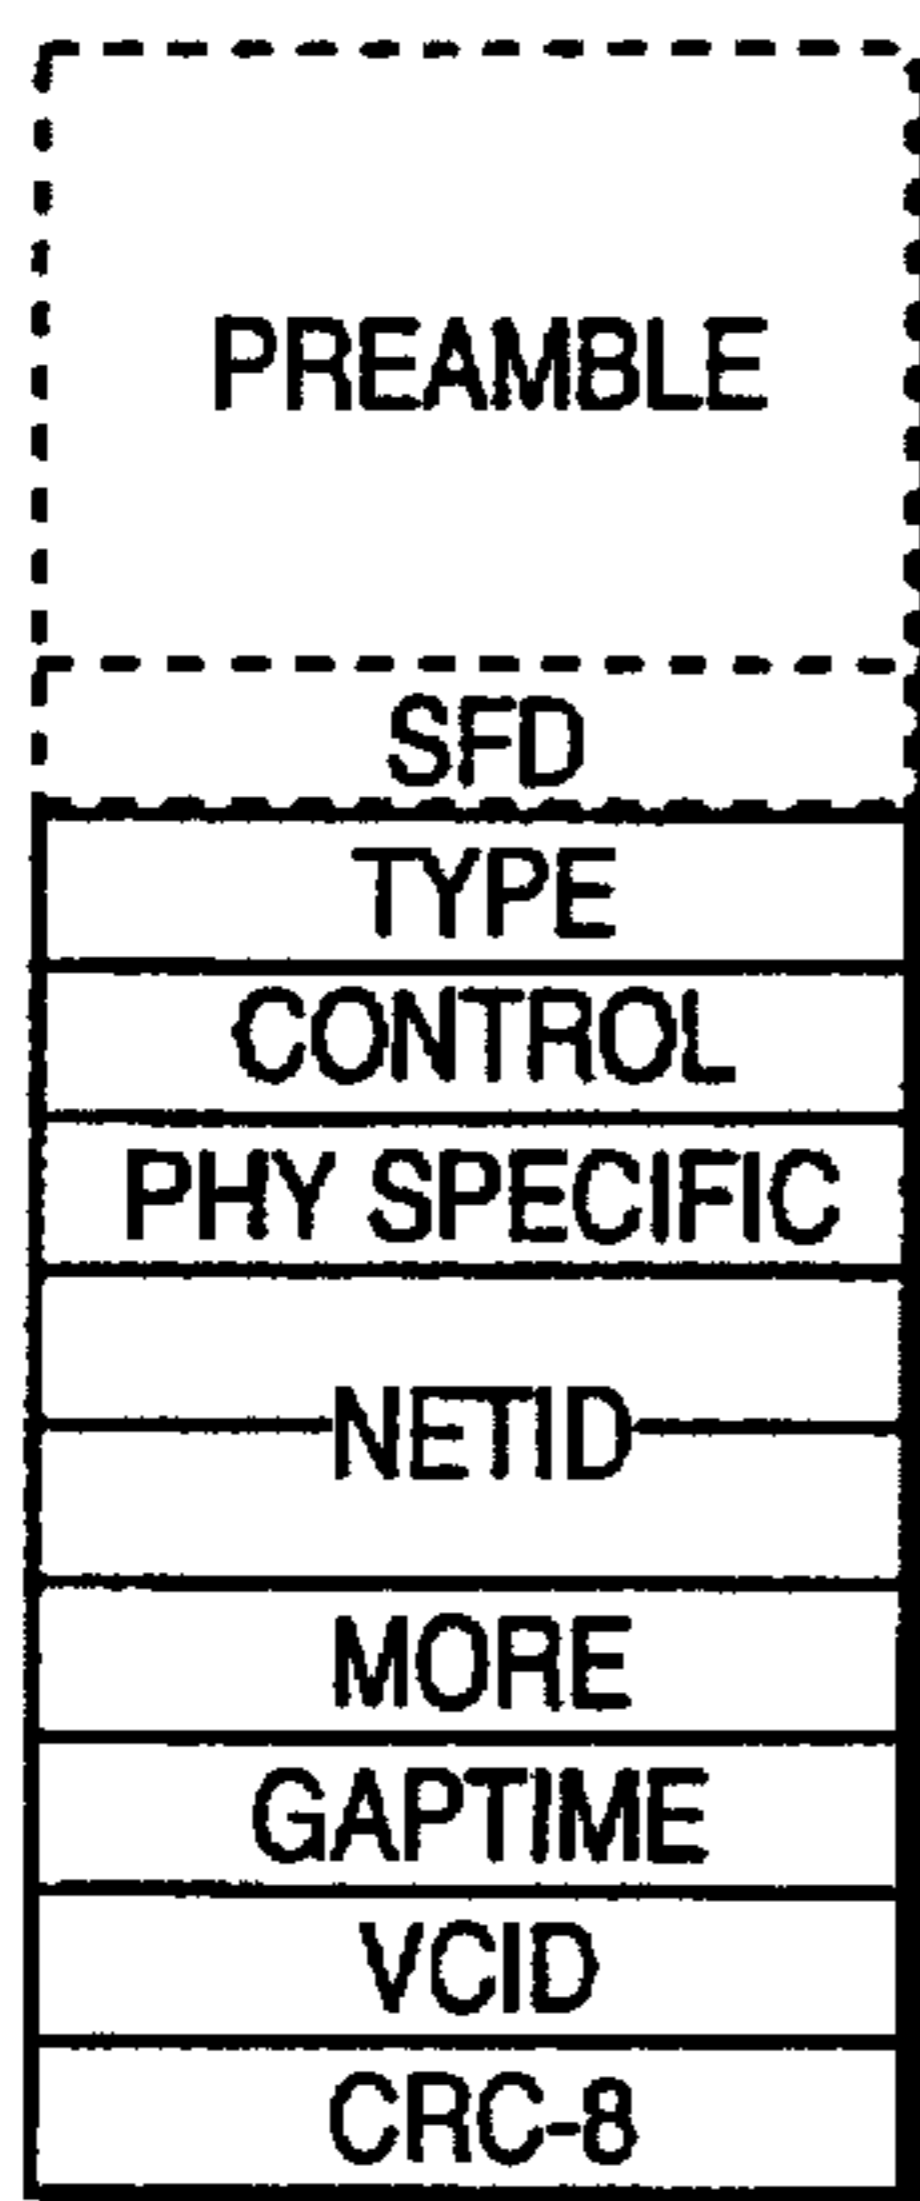 PREAMBLE
SFD
TYPE
CONTROL
PHY SPECIFIC
NETID
MORE
GAPTIME
VCID
CRC-8